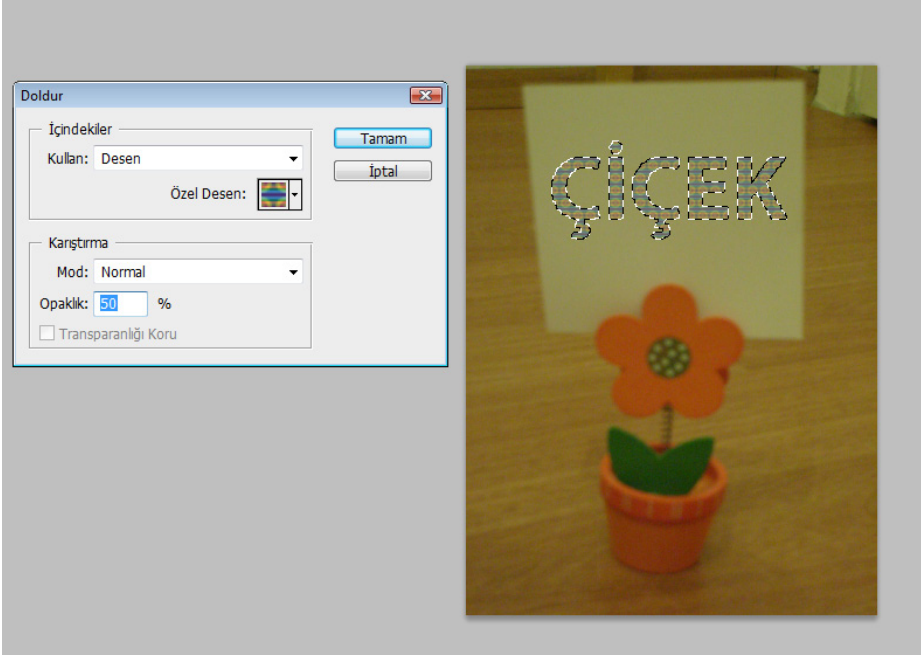 Doldur
İçindekiler
Kullan: Desen
Özel Desen:
Karıştırma
Mod: Normal
Opaklık: 50 %
Transparanlığı Koru
Tamam
İptal
ÇİÇEK